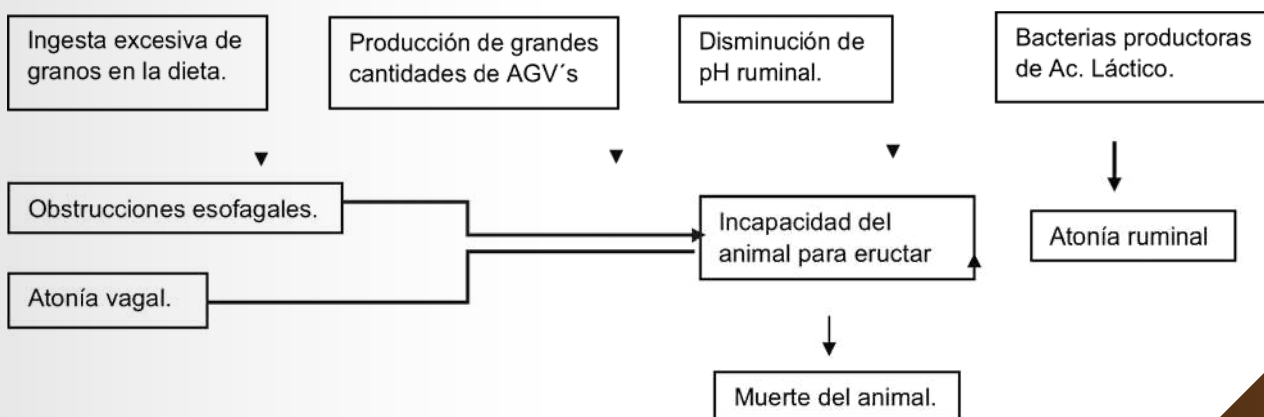 Ingesta excesiva de
granos en la dieta.
Producción de grandes
cantidades de AGV´s
Disminución de
pH ruminal.
Bacterias productoras
de Ac. Láctico.
Obstrucciones esofagales.
Incapacidad del
animal para eructar
Atonía ruminal
Atonía vagal.
Muerte del animal.